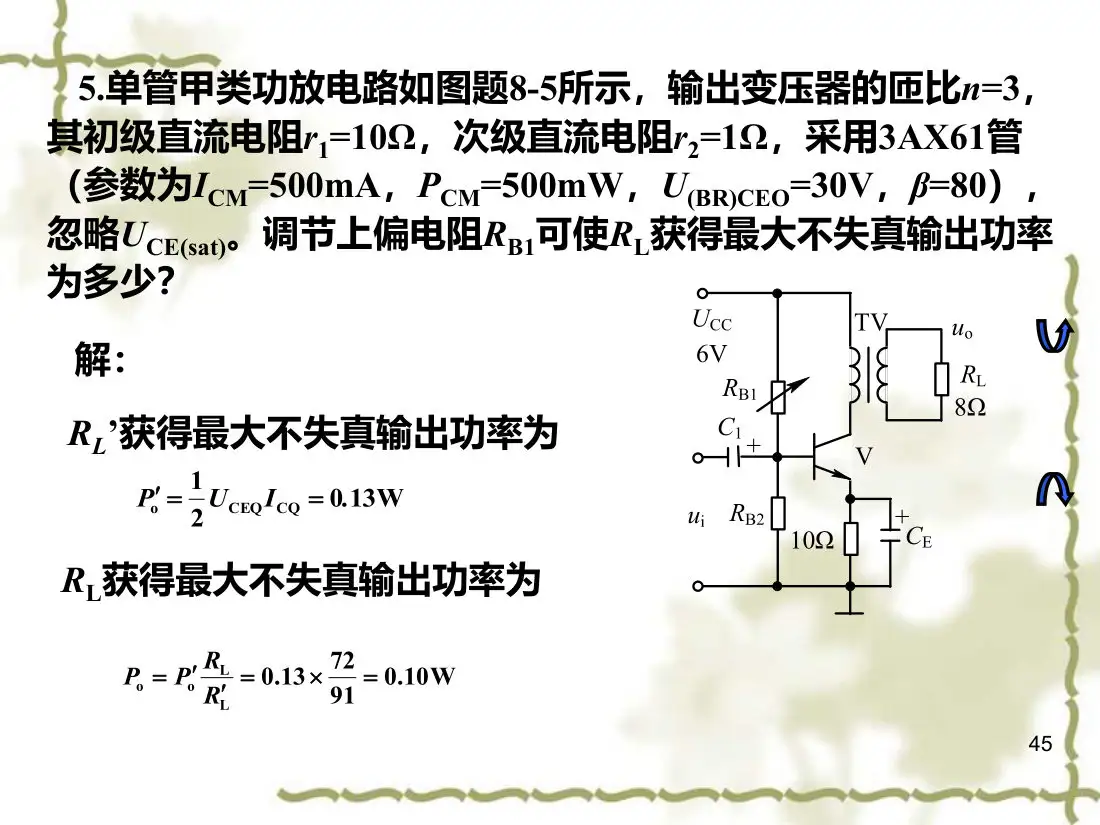 5.单管甲类功放电路如图题8-5所示，输出变压器的匝比n=3，
其初级直流电阻r1=10Ω，次级直流电阻r2=1Ω，采用3AX61管
（参数为ICM=500mA，PCM=500mW，U(BR)CEO=30V，β=80），
忽略UCE(sat)。调节上偏电阻RB1可使RL获得最大不失真输出功率
为多少？
解：
RL’获得最大不失真输出功率为
Po′ = 1/2 UCEQ ICQ = 0.13W
RL获得最大不失真输出功率为
Po = Po′ RL′/RL′ = 0.13 × 72/91 = 0.10W
UCC
6V
TV
uo
RB1
RL
8Ω
C1
+
V
ui
RB2
10Ω
+
CE
45